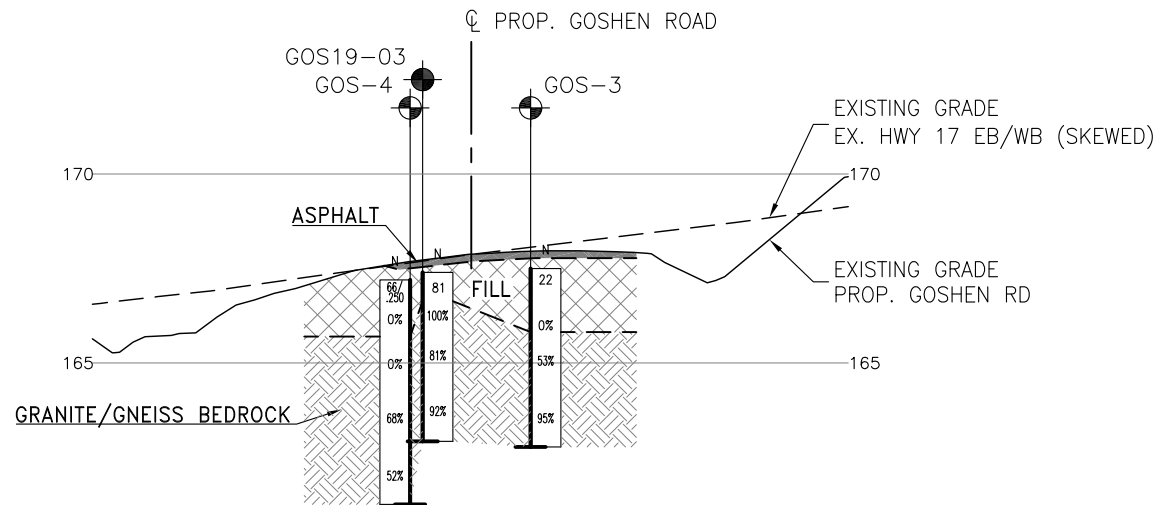 ℄ PROP. GOSHEN ROAD
GOS19-03
GOS-4
GOS-3
EXISTING GRADE
EX. HWY 17 EB/WB (SKEWED)
170
170
ASPHALT
N
N
N
EXISTING GRADE
PROP. GOSHEN RD
FILL
66/
.250
81
22
0%
100%
0%
0%
81%
53%
165
165
68%
92%
95%
GRANITE/GNEISS BEDROCK
52%